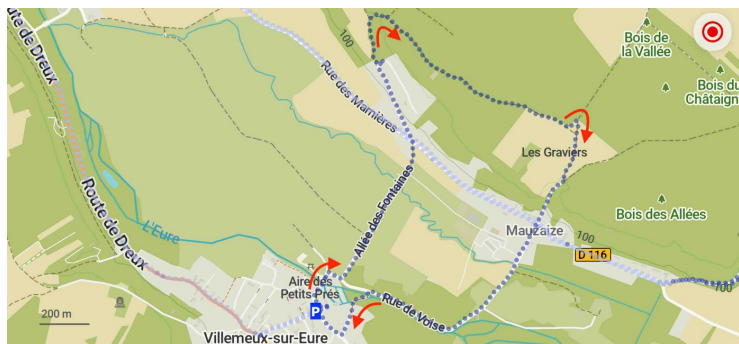 Route de Dreux
100
Bois de
la Vallée
Bois du
Châtaign
Rue des Marnières
Les Graviers
Allée des Fontaines
Route de Dreux
Bois des Allées
L'Eure
Mauzaize
100
D 116
Aire des
Petits Prés
100
Rue de Voise
P
200 m
Villemeux-sur-Eure